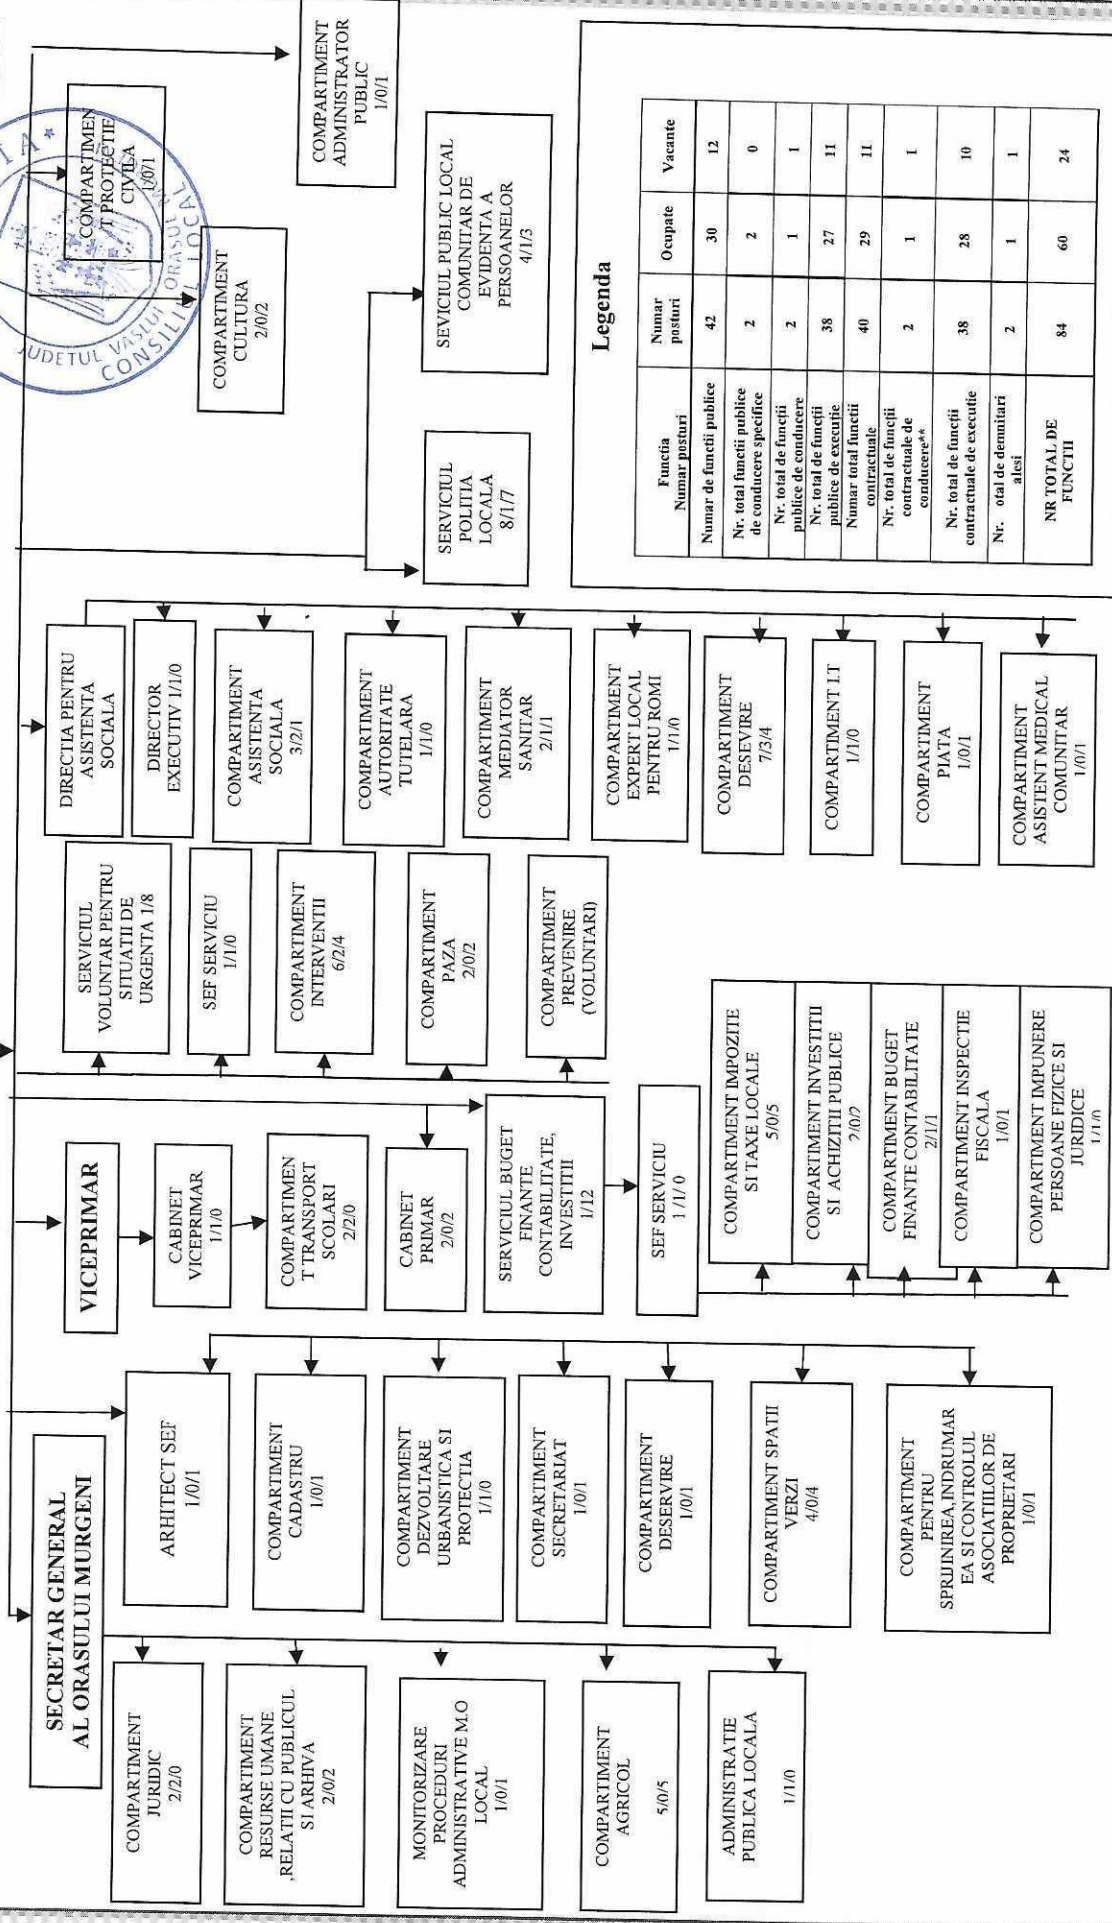 SECRETAR GENERAL
AL ORASULUI MURGENI
COMPARTIMENT
JURIDIC
2/2/0
COMPARTIMENT
RESURSE UMANE
,RELATII CU PUBLICUL
SI ARHIVA
2/0/2
MONITORIZARE
PROCEDURI
ADMINISTRATIVE M.O
LOCAL
1/0/1
COMPARTIMENT
AGRICOL
5/0/5
ADMINISTRATIE
PUBLICA LOCALA
1/1/0
ARHITECT SEF
1/0/1
COMPARTIMENT
CADASTRU
1/0/1
COMPARTIMENT
DEZVOLTARE
URBANISTICA SI
PROTECTIA
1/1/0
COMPARTIMENT
SECRETARIAT
1/0/1
COMPARTIMENT
DESERVIRE
1/0/1
COMPARTIMENT SPATII
VERZI
4/0/4
COMPARTIMENT
PENTRU
SPRIJINIREA,INDRUMAR
EA SI CONTROLUL
ASOCIATIILOR DE
PROPRIETARI
1/0/1
VICEPRIMAR
CABINET
VICEPRIMAR
1/1/0
COMPARTIMEN
T TRANSPORT
SCOLARI
2/2/0
CABINET
PRIMAR
2/0/2
SERVICIUL BUGET
FINANTE
CONTABILITATE,
INVESTITII
1/12
SEF SERVICIU
1 /1/ 0
COMPARTIMENT IMPOZITE
SI TAXE LOCALE
5/0/5
COMPARTIMENT INVESTITII
SI ACHIZITII PUBLICE
2/0/2
COMPARTIMENT BUGET
FINANTE CONTABILITATE
2/1/1
COMPARTIMENT INSPECTIE
FISCALA
1/0/1
COMPARTIMENT IMPUNERE
PERSOANE FIZICE SI
JURIDICE
1/1/0
SERVICIUL
VOLUNTAR PENTRU
SITUATII DE
URGENTA 1/8
SEF SERVICIU
1/1/0
COMPARTIMENT
INTERVENTII
6/2/4
COMPARTIMENT
PAZA
2/0/2
COMPARTIMENT
PREVENIRE
(VOLUNTARI)
DIRECTIA PENTRU
ASISTENTA
SOCIALA
DIRECTOR
EXECUTIV 1/1/0
COMPARTIMENT
ASISTENTA
SOCIALA
3/2/1
COMPARTIMENT
AUTORITATE
TUTELARA
1/1/0
COMPARTIMENT
MEDIATOR
SANITAR
2/1/1
COMPARTIMENT
EXPERT LOCAL
PENTRU ROMI
1/1/0
COMPARTIMENT
DESEVIRE
7/3/4
COMPARTIMENT I.T
1/1/0
COMPARTIMENT
PIATA
1/0/1
COMPARTIMENT
ASISTENT MEDICAL
COMUNITAR
1/0/1
SERVICIUL
POLITIA
LOCALA
8/1/7
SEVICIUL PUBLIC LOCAL
COMUNITAR DE
EVIDENTA A
PERSOANELOR
4/1/3
COMPARTIMENT
CULTURA
2/0/2
COMPARTIMEN
T PROTECTIE
CIVILA
1/0/1
COMPARTIMENT
ADMINISTRATOR
PUBLIC
1/0/1
JUDETUL VASLUI ORASUL
CONSILIUL LOCAL
Legenda
Functia
Numar posturi
Numar
posturi
Ocupate
Vacante
Numar de functii publice 42 30 12
Nr. total functii publice
de conducere specifice 2 2 0
Nr. total de funcții
publice de conducere 2 1 1
Nr. total de funcții
publice de execuție 38 27 11
Numar total functii
contractuale 40 29 11
Nr. total de funcții
contractuale de
conducere** 2 1 1
Nr. total de funcții
contractuale de executie 38 28 10
Nr. otal de demnitari
alesi 2 1 1
NR TOTAL DE
FUNCTII 84 60 24